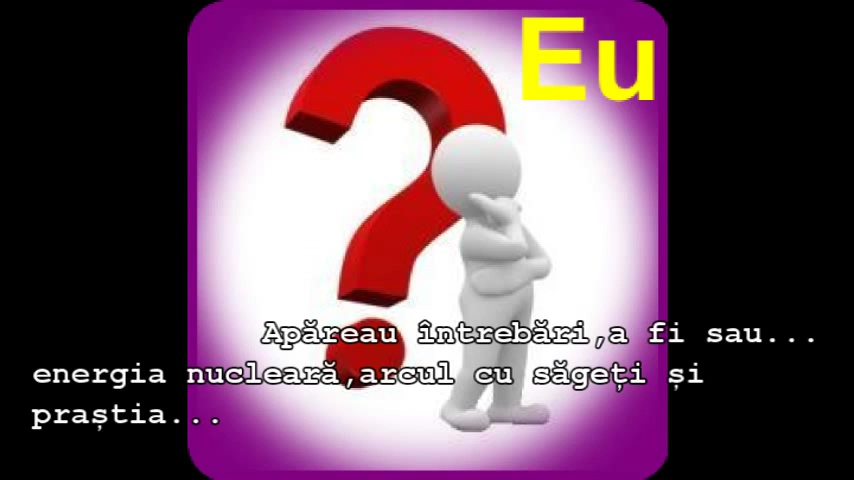 Eu
Apăreau întrebări,a fi sau...
energia nucleară,arcul cu săgeți și
praștia...